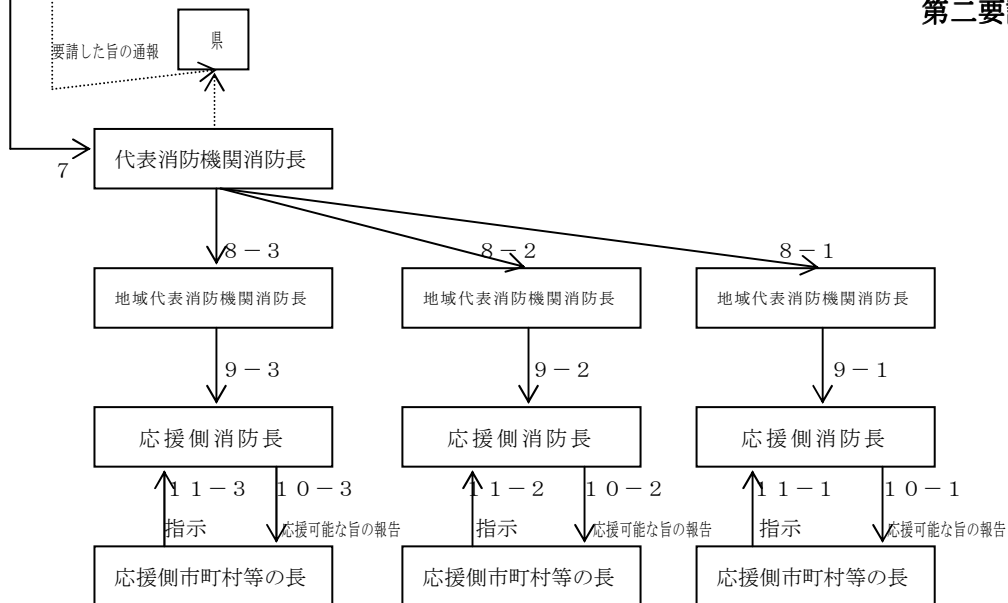 第二要
県
要請した旨の通報
代表消防機関消防長
7
8－3 8－2 8－1
地域代表消防機関消防長 地域代表消防機関消防長 地域代表消防機関消防長
9－3 9－2 9－1
応援側消防長 応援側消防長 応援側消防長
11－3 10－3 11－2 10－2 11－1 10－1
指示 応援可能な旨の報告 指示 応援可能な旨の報告 指示 応援可能な旨の報告
応援側市町村等の長 応援側市町村等の長 応援側市町村等の長